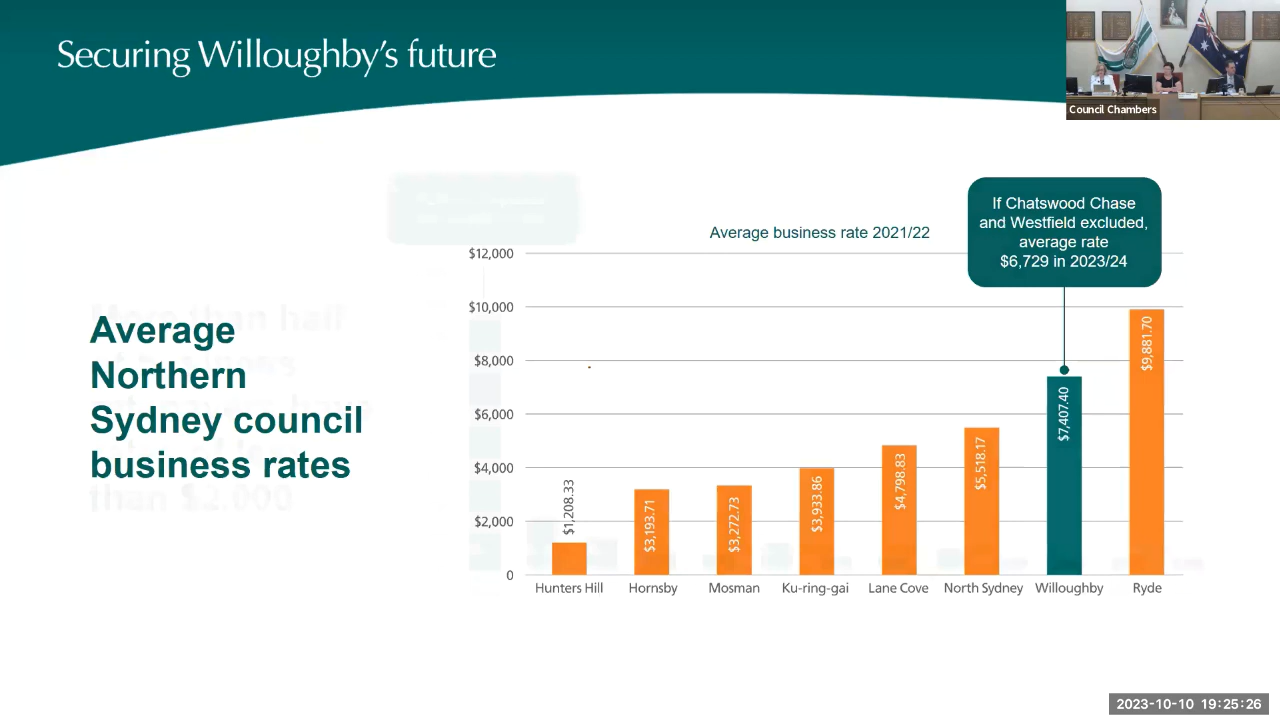 Securing Willoughby's future
Council Chambers
Average
Northern
Sydney council
business rates
Average business rate 2021/22
If Chatswood Chase
and Westfield excluded,
average rate
$6,729 in 2023/24
$12,000
$10,000
$8,000
$6,000
$4,000
$2,000
0
$1,208.33
$3,193.71
$3,272.73
$3,933.86
$4,798.83
$5,518.17
$7,407.40
$9,881.70
Hunters Hill
Hornsby
Mosman
Ku-ring-gai
Lane Cove
North Sydney
Willoughby
Ryde
2023-10-10 19:25:26